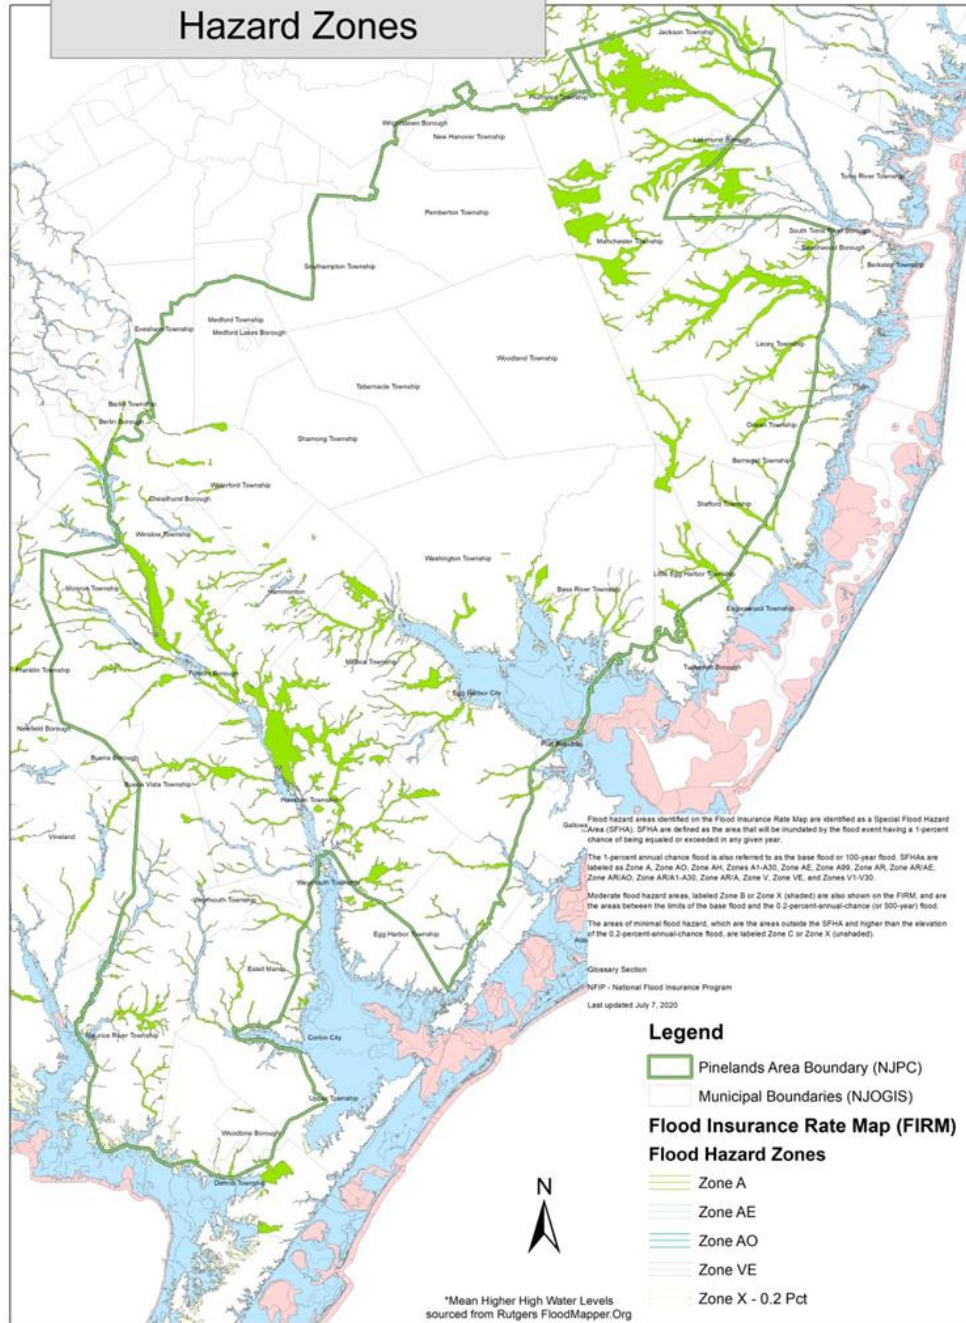 Hazard Zones
Jackson Township
Plumsted Township
Wrightstown Borough
New Hanover Township
Lakehurst Borough
Toms River Township
Pemberton Township
South Toms River Borough
Manchester Township
Beachwood Borough
Berkeley Township
Southampton Township
Medford Township
Evesham Township
Medford Lakes Borough
Lacey Township
Woodland Township
Tabernacle Township
Berlin Township
Berlin Borough
Ocean Township
Shamong Township
Barnegat Township
Waterford Township
Chesilhurst Borough
Stafford Township
Winslow Township
Washington Township
Little Egg Harbor Township
Monroe Township
Hammonton
Bass River Township
Eagleswood Township
Mullica Township
Franklin Township
Folsom Borough
Tuckerton Borough
Egg Harbor City
Newfield Borough
Port Republic
Buena Borough
Buena Vista Township
Hamilton Township
Vineland
Flood hazard areas identified on the Flood Insurance Rate Map are identified as a Special Flood Hazard
Area (SFHA). SFHA are defined as the area that will be inundated by the flood event having a 1-percent
chance of being equaled or exceeded in any given year.
The 1-percent annual chance flood is also referred to as the base flood or 100-year flood. SFHAs are
labeled as Zone A, Zone AO, Zone AH, Zones A1-A30, Zone AE, Zone A99, Zone AR, Zone AR/AE,
Zone AR/AO, Zone AR/A1-A30, Zone AR/A, Zone V, Zone VE, and Zones V1-V30.
Moderate flood hazard areas, labeled Zone B or Zone X (shaded) are also shown on the FIRM, and are
the areas between the limits of the base flood and the 0.2-percent-annual-chance (or 500-year) flood.
The areas of minimal flood hazard, which are the areas outside the SFHA and higher than the elevation
of the 0.2-percent-annual-chance flood, are labeled Zone C or Zone X (unshaded).
Glossary Section
NFIP - National Flood Insurance Program
Last updated July 7, 2020
Weymouth Township
Weymouth Township
Egg Harbor Township
Estell Manor
Maurice River Township
Corbin City
Upper Township
Woodbine Borough
Dennis Township
Legend
Pinelands Area Boundary (NJPC)
Municipal Boundaries (NJOGIS)
Flood Insurance Rate Map (FIRM)
Flood Hazard Zones
Zone A
Zone AE
Zone AO
Zone VE
Zone X - 0.2 Pct
N
*Mean Higher High Water Levels
sourced from Rutgers FloodMapper.Org